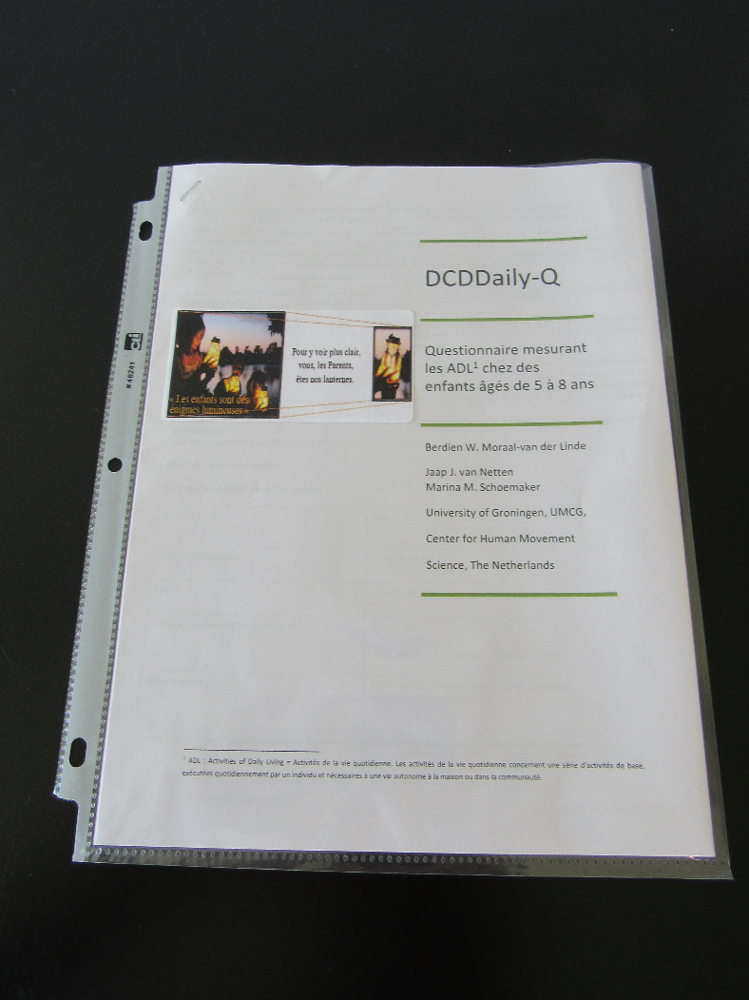 DCDDaily-Q
Questionnaire mesurant
les ADL¹ chez des
enfants âgés de 5 à 8 ans
« Les enfants sont des
énigmes lumineuses »
Pour y voir plus clair,
vous, les Parents,
êtes nos lanternes.
Berdien W. Moraal-van der Linde
Jaap J. van Netten
Marina M. Schoemaker
University of Groningen, UMCG,
Center for Human Movement
Science, The Netherlands
¹ ADL : Activities of Daily Living = Activités de la vie quotidienne. Les activités de la vie quotidienne concernent une série d'activités de base,
exécutées quotidiennement par un individu et nécessaires à une vie autonome à la maison ou dans la communauté.
#48241